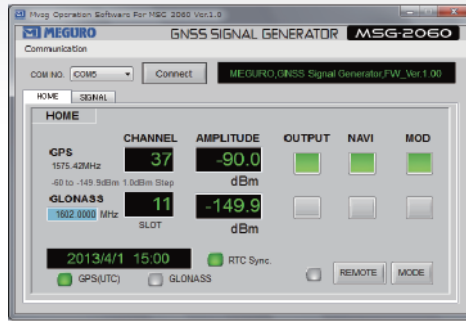 Mvsg Operation Software For MSG 2060 Ver.1.0
MEGURO GNSS SIGNAL GENERATOR MSG-2060
Communication
COM NO. COM5 Connect MEGURO,GNSS Signal Generator,FW_Ver.1.00
HOME SIGNAL
HOME
CHANNEL AMPLITUDE OUTPUT NAVI MOD
GPS
1575.42MHz 37 -90.0
-60 to -149.9dBm 1.0dBm Step dBm
GLONASS
1602.0000 MHz 11 -149.9
SLOT dBm
2013/4/1 15:00 RTC Sync.
GPS(UTC) GLONASS REMOTE MODE